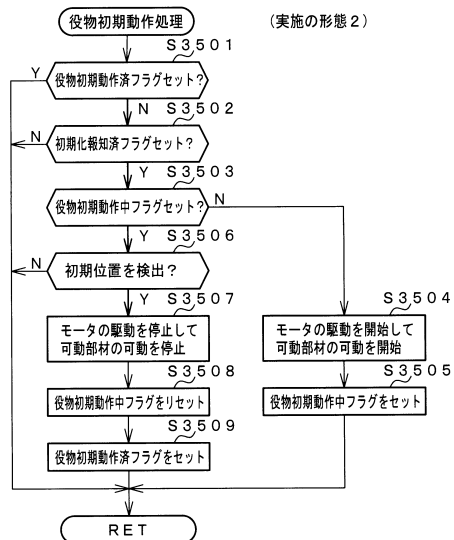 役物初期動作処理
(実施の形態2)
S3501
Y
役物初期動作済フラグセット?
N
S3502
N
初期化報知済フラグセット?
Y
S3503
役物初期動作中フラグセット?
N
Y
S3506
N
初期位置を検出?
Y
S3507
モータの駆動を停止して
可動部材の可動を停止
S3504
モータの駆動を開始して
可動部材の可動を開始
S3508
役物初期動作中フラグをリセット
S3505
役物初期動作中フラグをセット
S3509
役物初期動作済フラグをセット
RET